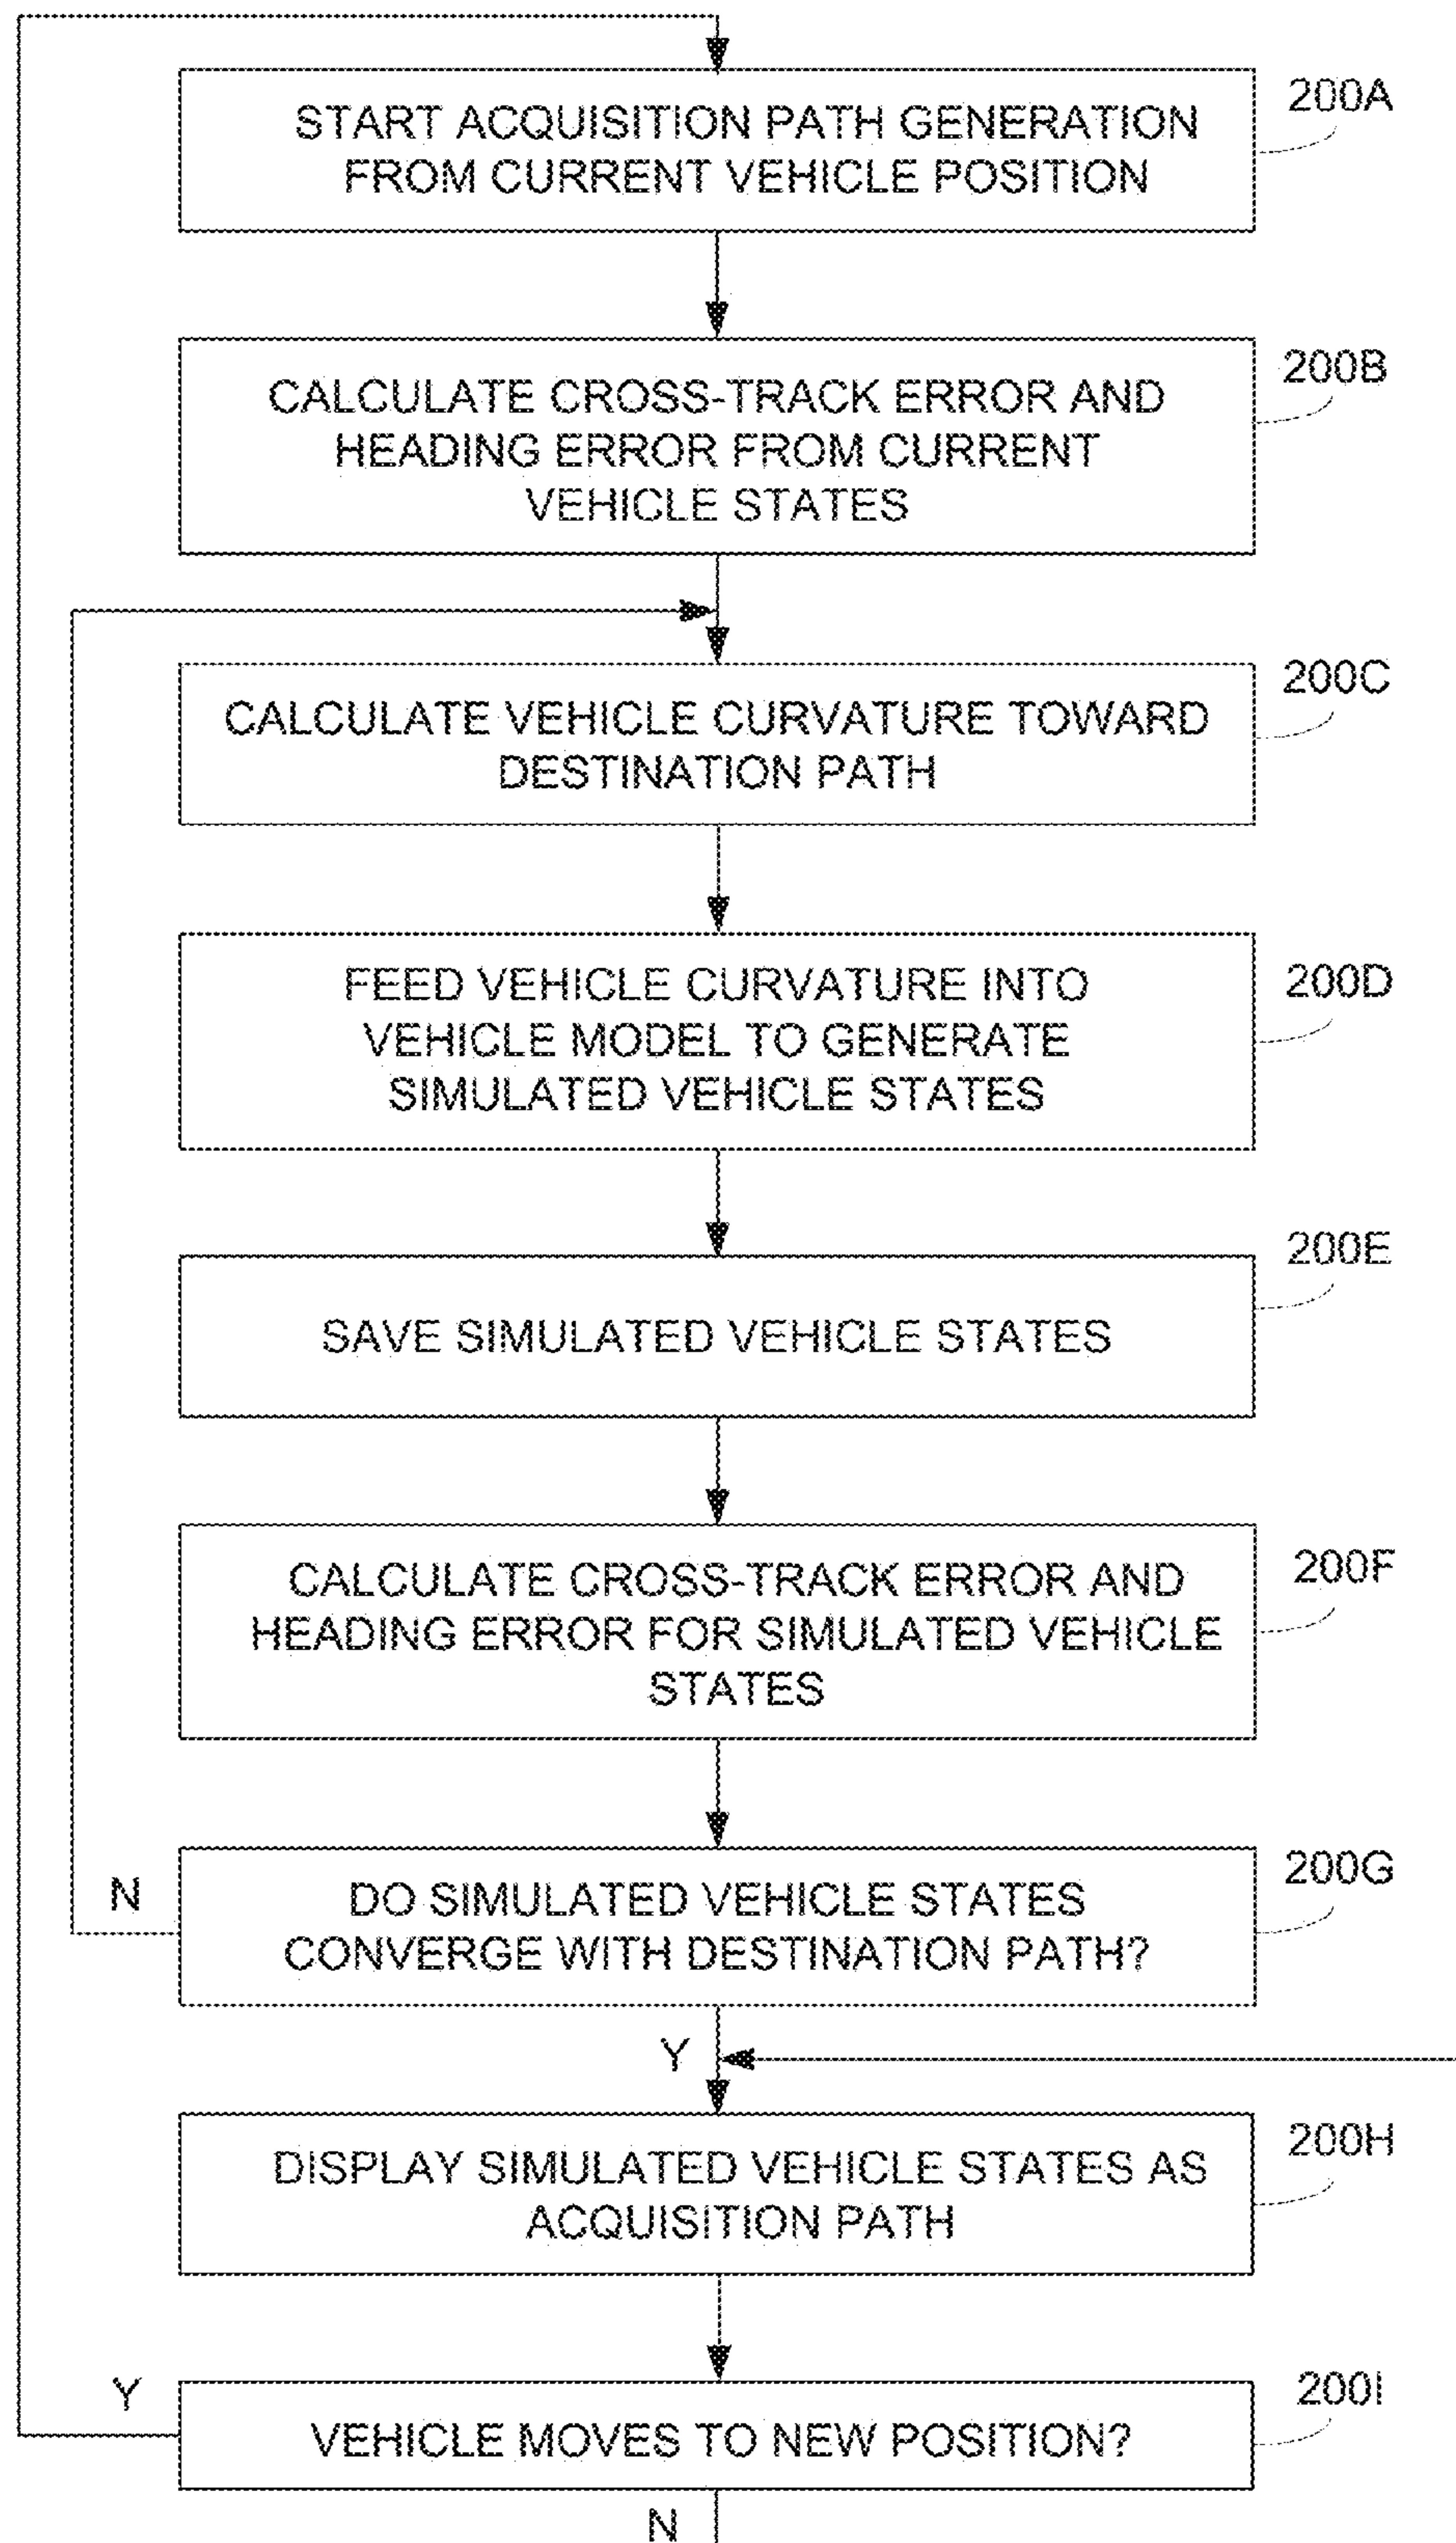 START ACQUISITION PATH GENERATION
FROM CURRENT VEHICLE POSITION
200A
CALCULATE CROSS-TRACK ERROR AND
HEADING ERROR FROM CURRENT
VEHICLE STATES
200B
CALCULATE VEHICLE CURVATURE TOWARD
DESTINATION PATH
200C
FEED VEHICLE CURVATURE INTO
VEHICLE MODEL TO GENERATE
SIMULATED VEHICLE STATES
200D
SAVE SIMULATED VEHICLE STATES
200E
CALCULATE CROSS-TRACK ERROR AND
HEADING ERROR FOR SIMULATED VEHICLE
STATES
200F
N
DO SIMULATED VEHICLE STATES
CONVERGE WITH DESTINATION PATH?
200G
Y
DISPLAY SIMULATED VEHICLE STATES AS
ACQUISITION PATH
200H
Y
VEHICLE MOVES TO NEW POSITION?
200I
N